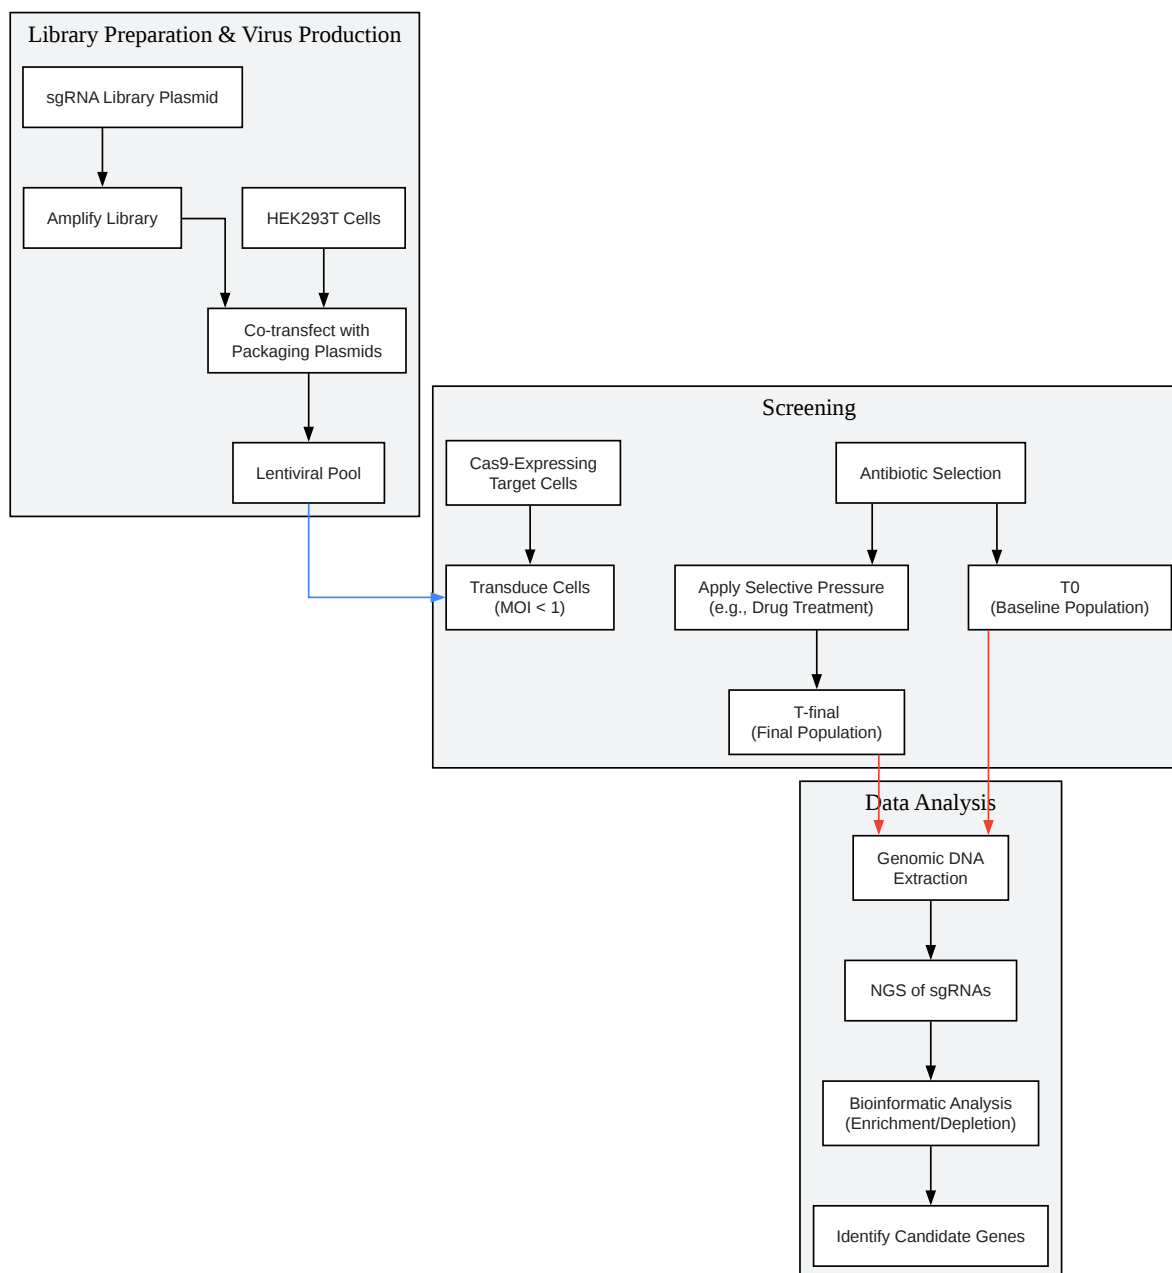 Library Preparation & Virus Production
sgRNA Library Plasmid
Amplify Library
HEK293T Cells
Co-transfect with
Packaging Plasmids
Lentiviral Pool
Screening
Cas9-Expressing
Target Cells
Antibiotic Selection
Transduce Cells
(MOI < 1)
Apply Selective Pressure
(e.g., Drug Treatment)
T0
(Baseline Population)
T-final
(Final Population)
Data Analysis
Genomic DNA
Extraction
NGS of sgRNAs
Bioinformatic Analysis
(Enrichment/Depletion)
Identify Candidate Genes